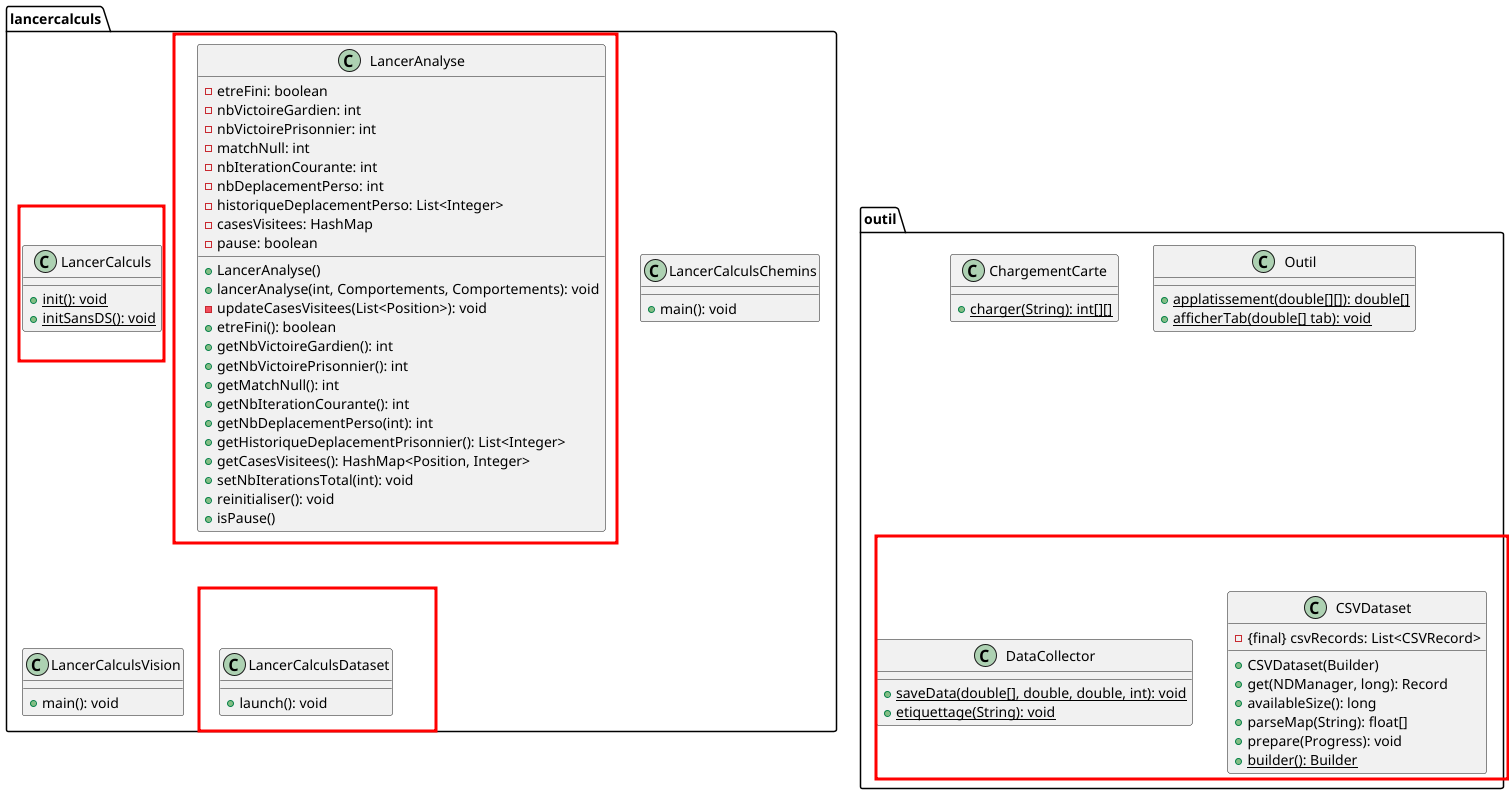 lancercalculs
C LancerAnalyse
etreFini: boolean
nbVictoireGardien: int
nbVictoirePrisonnier: int
matchNull: int
nbIterationCourante: int
nbDeplacementPerso: int
historiqueDeplacementPerso: List<Integer>
casesVisitees: HashMap
pause: boolean
LancerAnalyse()
lancerAnalyse(int, Comportements, Comportements): void
updateCasesVisitees(List<Position>): void
etreFini(): boolean
getNbVictoireGardien(): int
getNbVictoirePrisonnier(): int
getMatchNull(): int
getNbIterationCourante(): int
getNbDeplacementPerso(int): int
getHistoriqueDeplacementPrisonnier(): List<Integer>
getCasesVisitees(): HashMap<Position, Integer>
setNbIterationsTotal(int): void
reinitialiser(): void
isPause()
C LancerCalculs
init(): void
initSansDS(): void
C LancerCalculsChemins
main(): void
C LancerCalculsVision
main(): void
C LancerCalculsDataset
launch(): void
outil
C ChargementCarte
charger(String): int[][]
C Outil
applatissement(double[][]): double[]
afficherTab(double[] tab): void
C DataCollector
saveData(double[], double, double, int): void
etiquettage(String): void
C CSVDataset
{final} csvRecords: List<CSVRecord>
CSVDataset(Builder)
get(NDManager, long): Record
availableSize(): long
parseMap(String): float[]
prepare(Progress): void
builder(): Builder